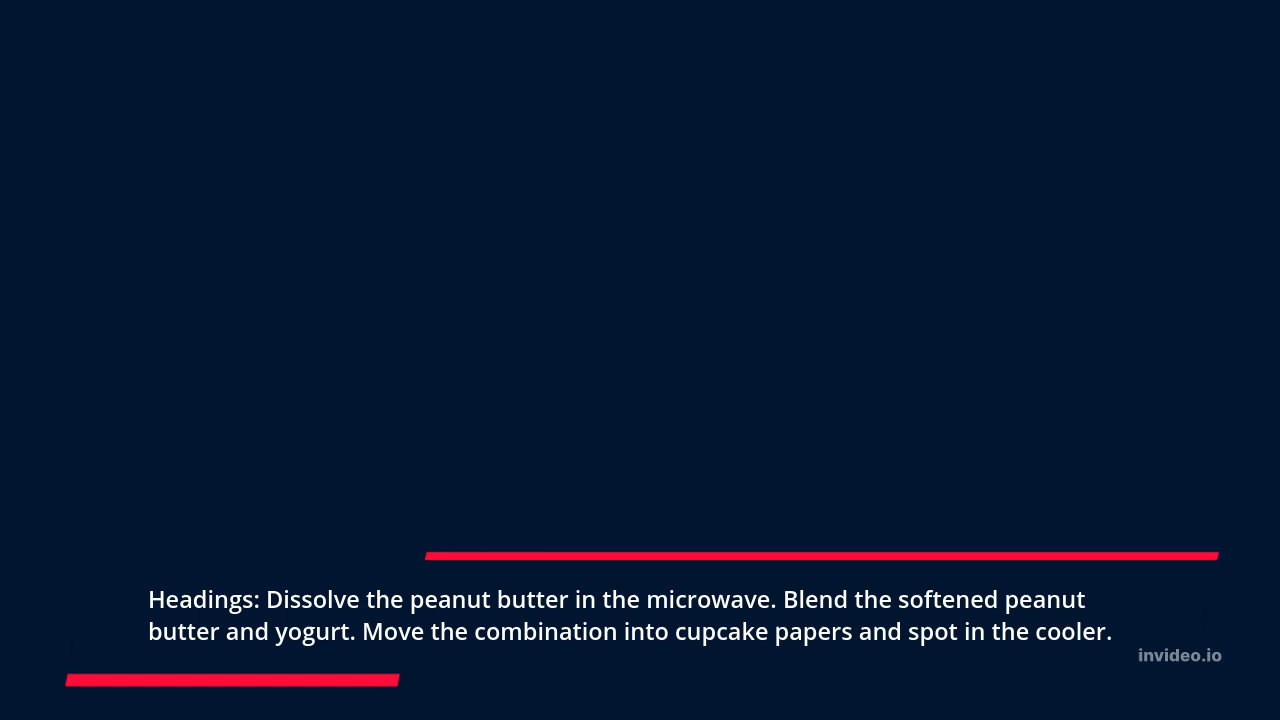 Headings: Dissolve the peanut butter in the microwave. Blend the softened peanut
butter and yogurt. Move the combination into cupcake papers and spot in the cooler.
invideo.io